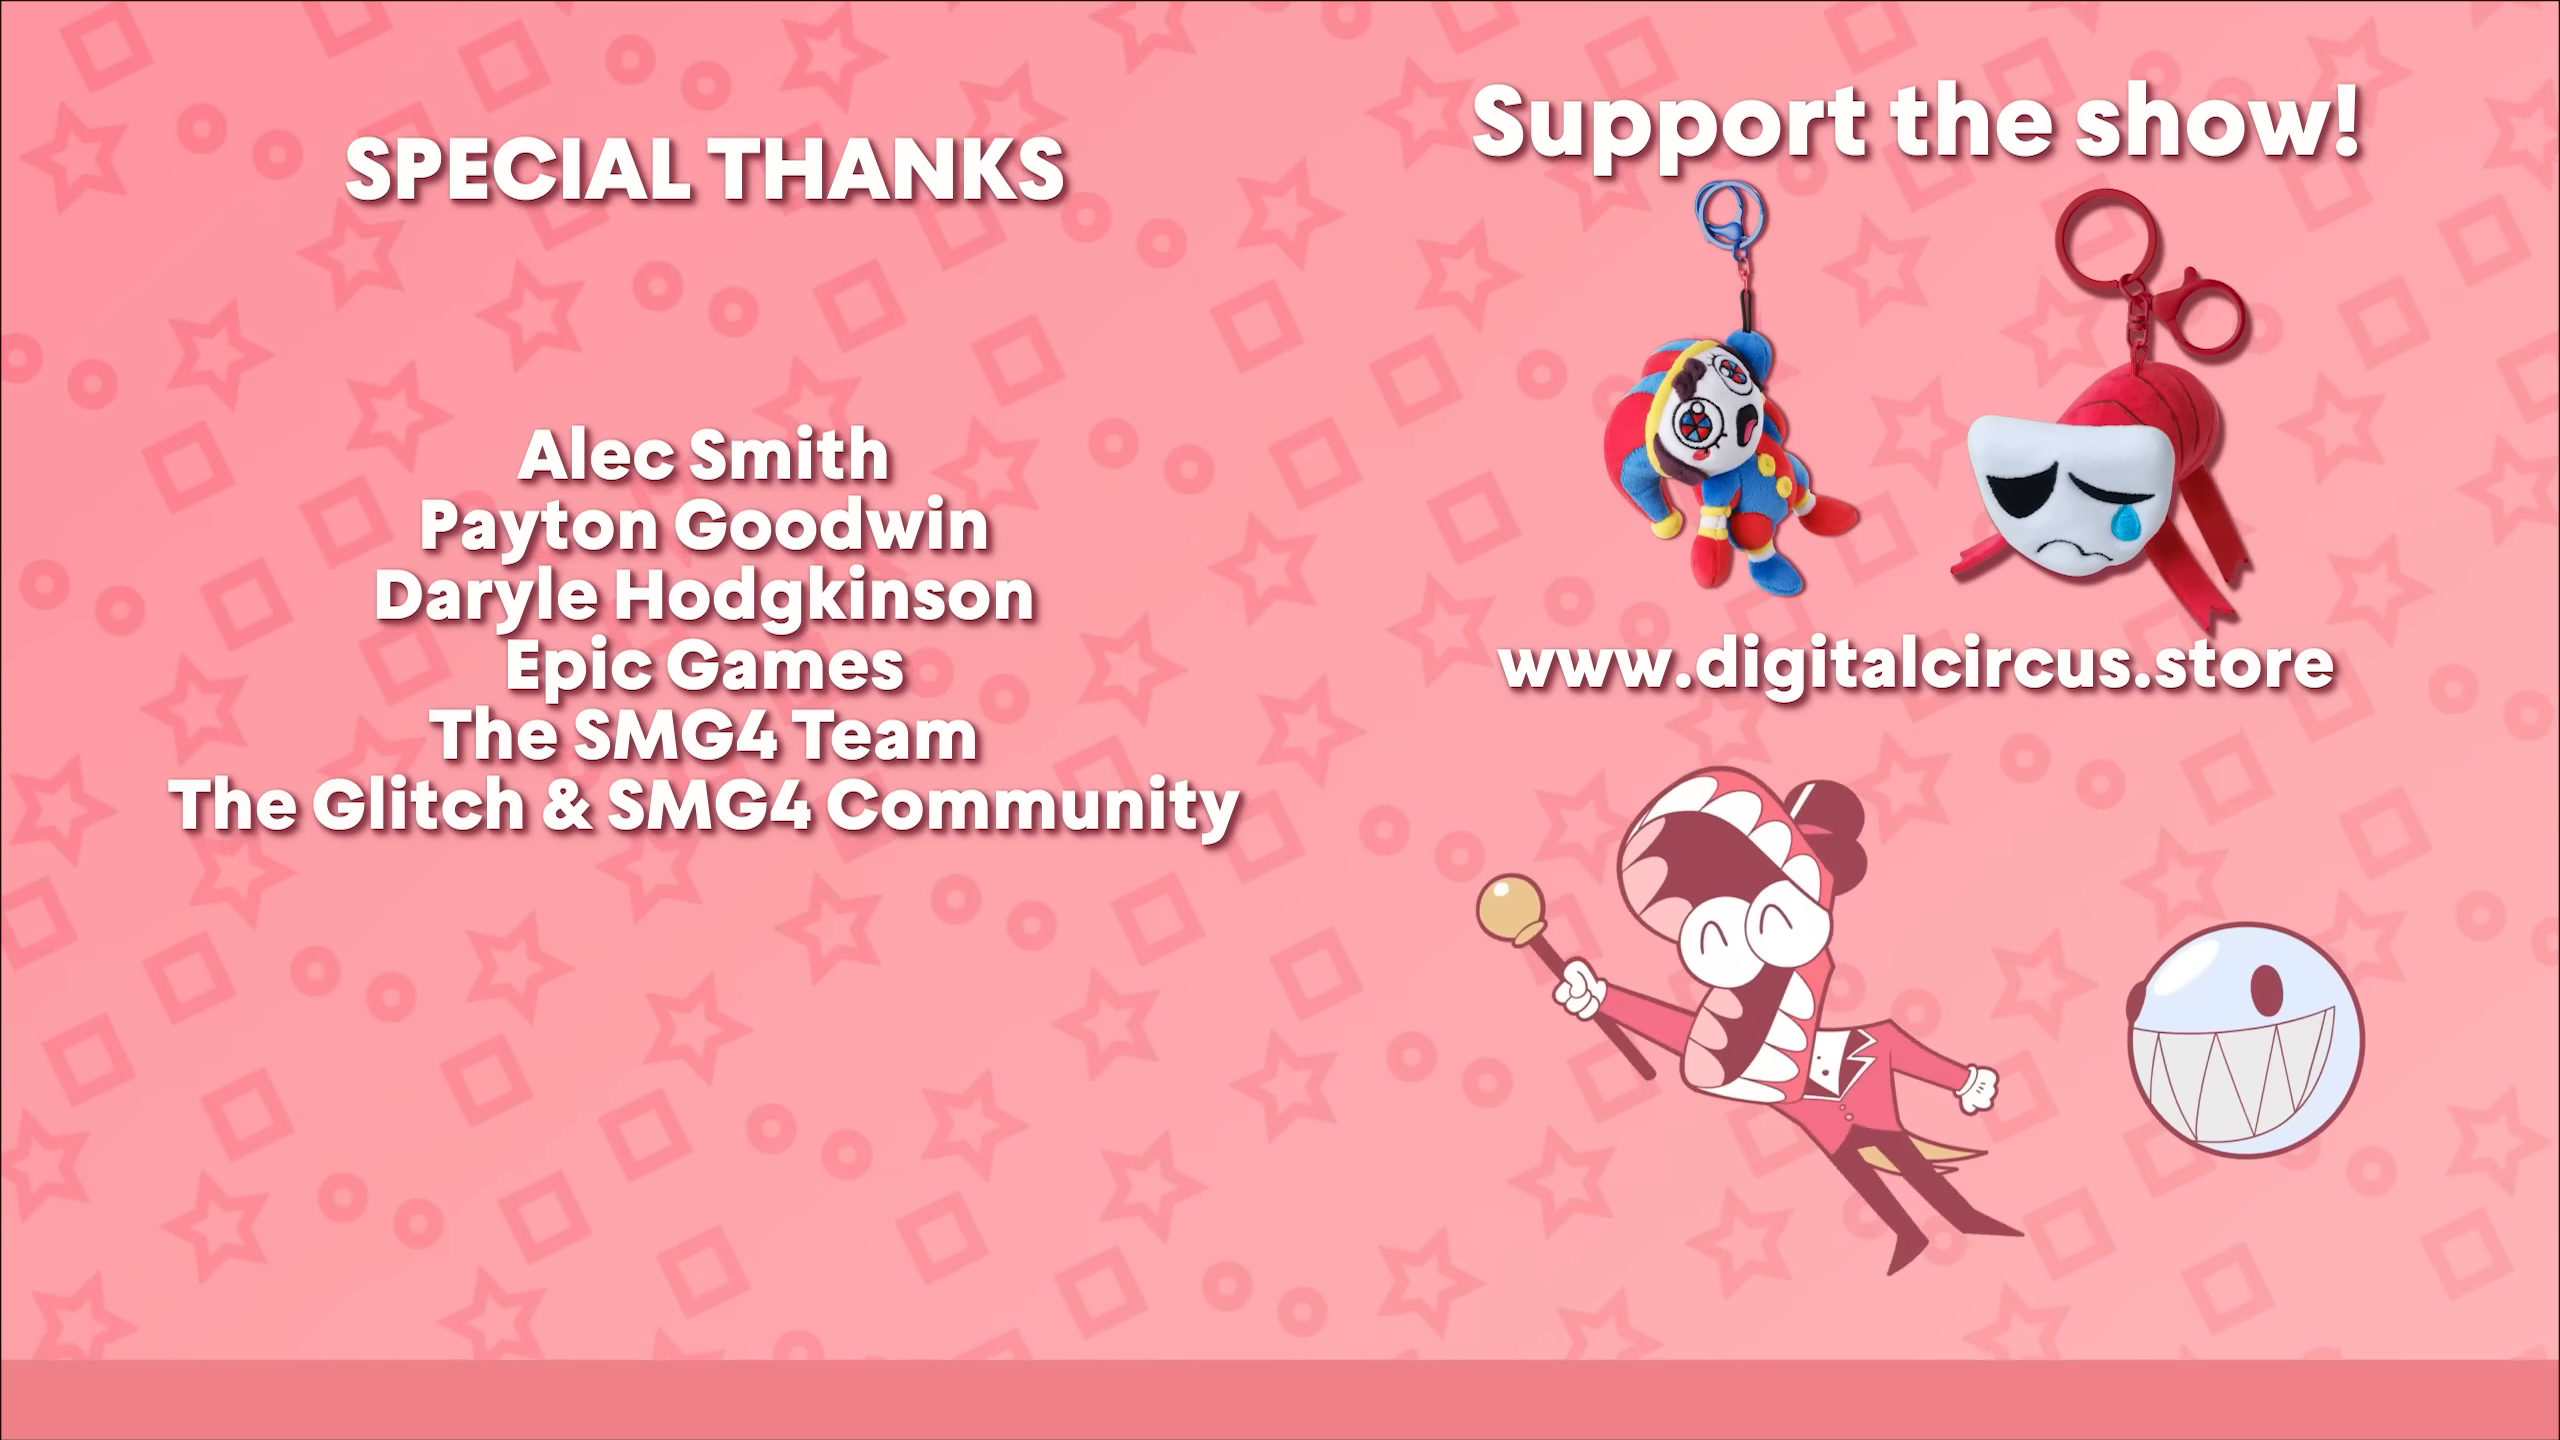 SPECIAL THANKS
Alec Smith
Payton Goodwin
Daryle Hodgkinson
Epic Games
The SMG4 Team
The Glitch & SMG4 Community
Support the show!
www.digitalcircus.store